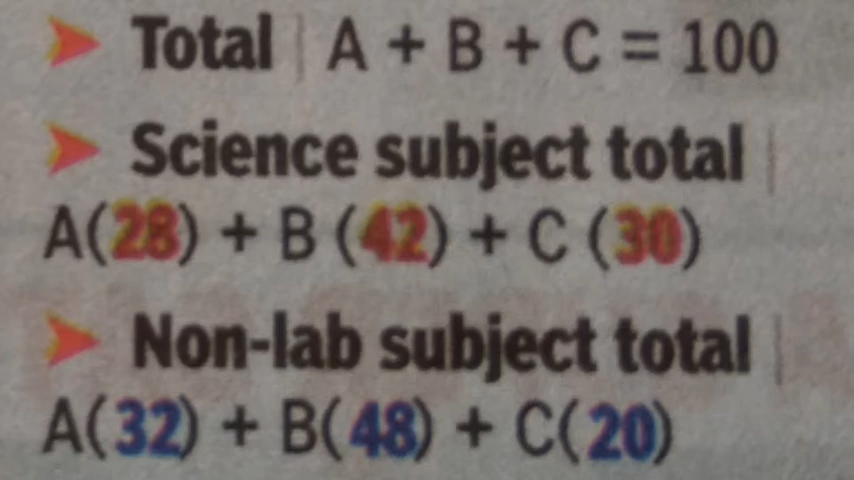 Total | A + B + C = 100
Science subject total |
A(28) + B (42) + C (30)
Non-lab subject total |
A(32) + B(48) + C(20)